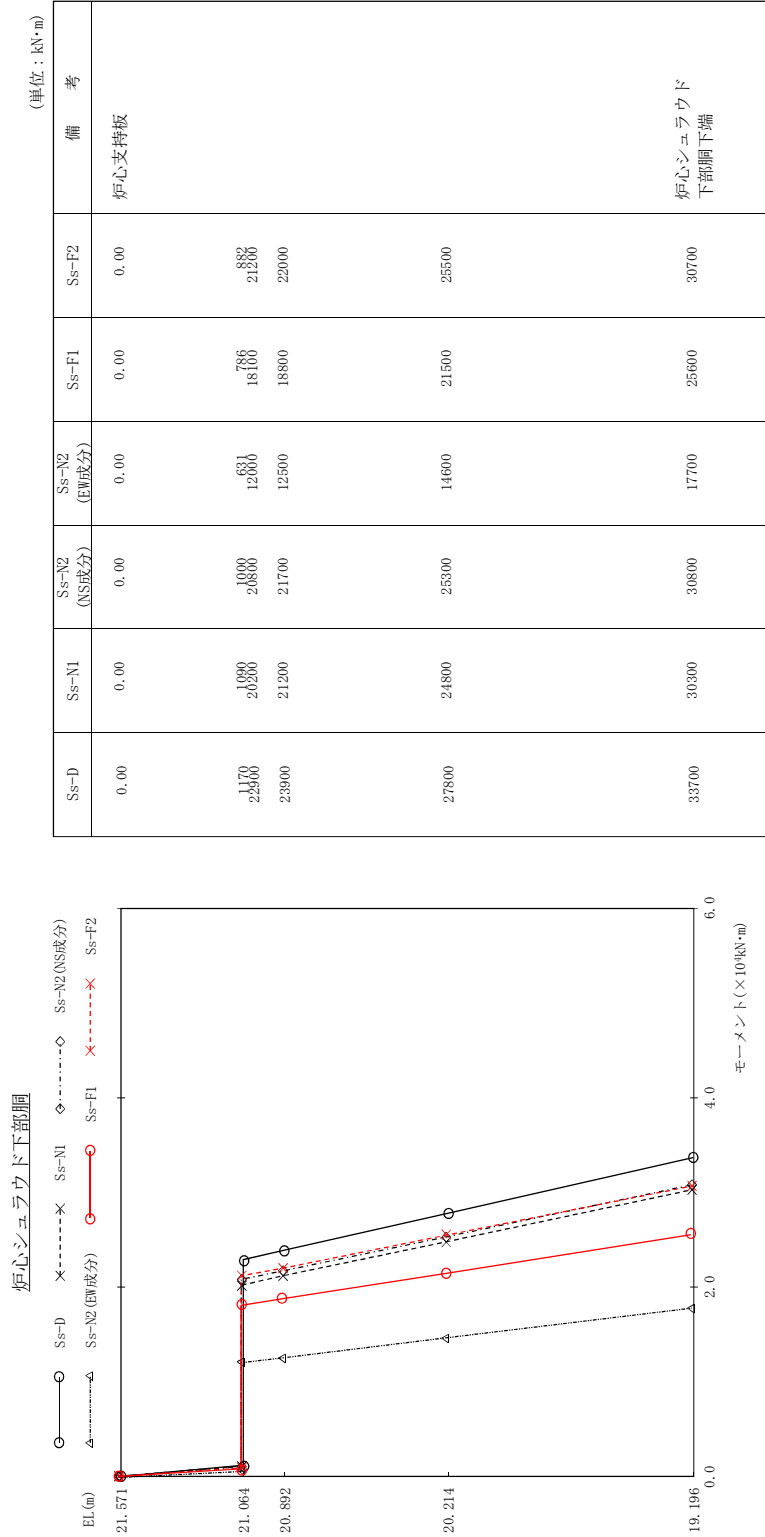 炉心シュラウド下部胴
Ss-D Ss-N1 Ss-N2(NS成分)
Ss-N2(EW成分) Ss-F1 Ss-F2
EL(m)
21.571
21.064
20.892
20.214
19.196
0.0 2.0 4.0 6.0
モーメント(×10⁴kN・m)
(単位：kN・m)
Ss-D Ss-N1 Ss-N2 Ss-N2 Ss-F1 Ss-F2 備 考
(NS成分) (EW成分)
0.00 0.00 0.00 0.00 0.00 0.00 炉心支持板
1170 1090 1000 631 786 882
22900 20200 20800 12000 18100 21200
23900 21200 21700 12500 18800 22000
27800 24800 25300 14600 21500 25500
33700 30300 30800 17700 25600 30700 炉心シュラウド
下部胴下端